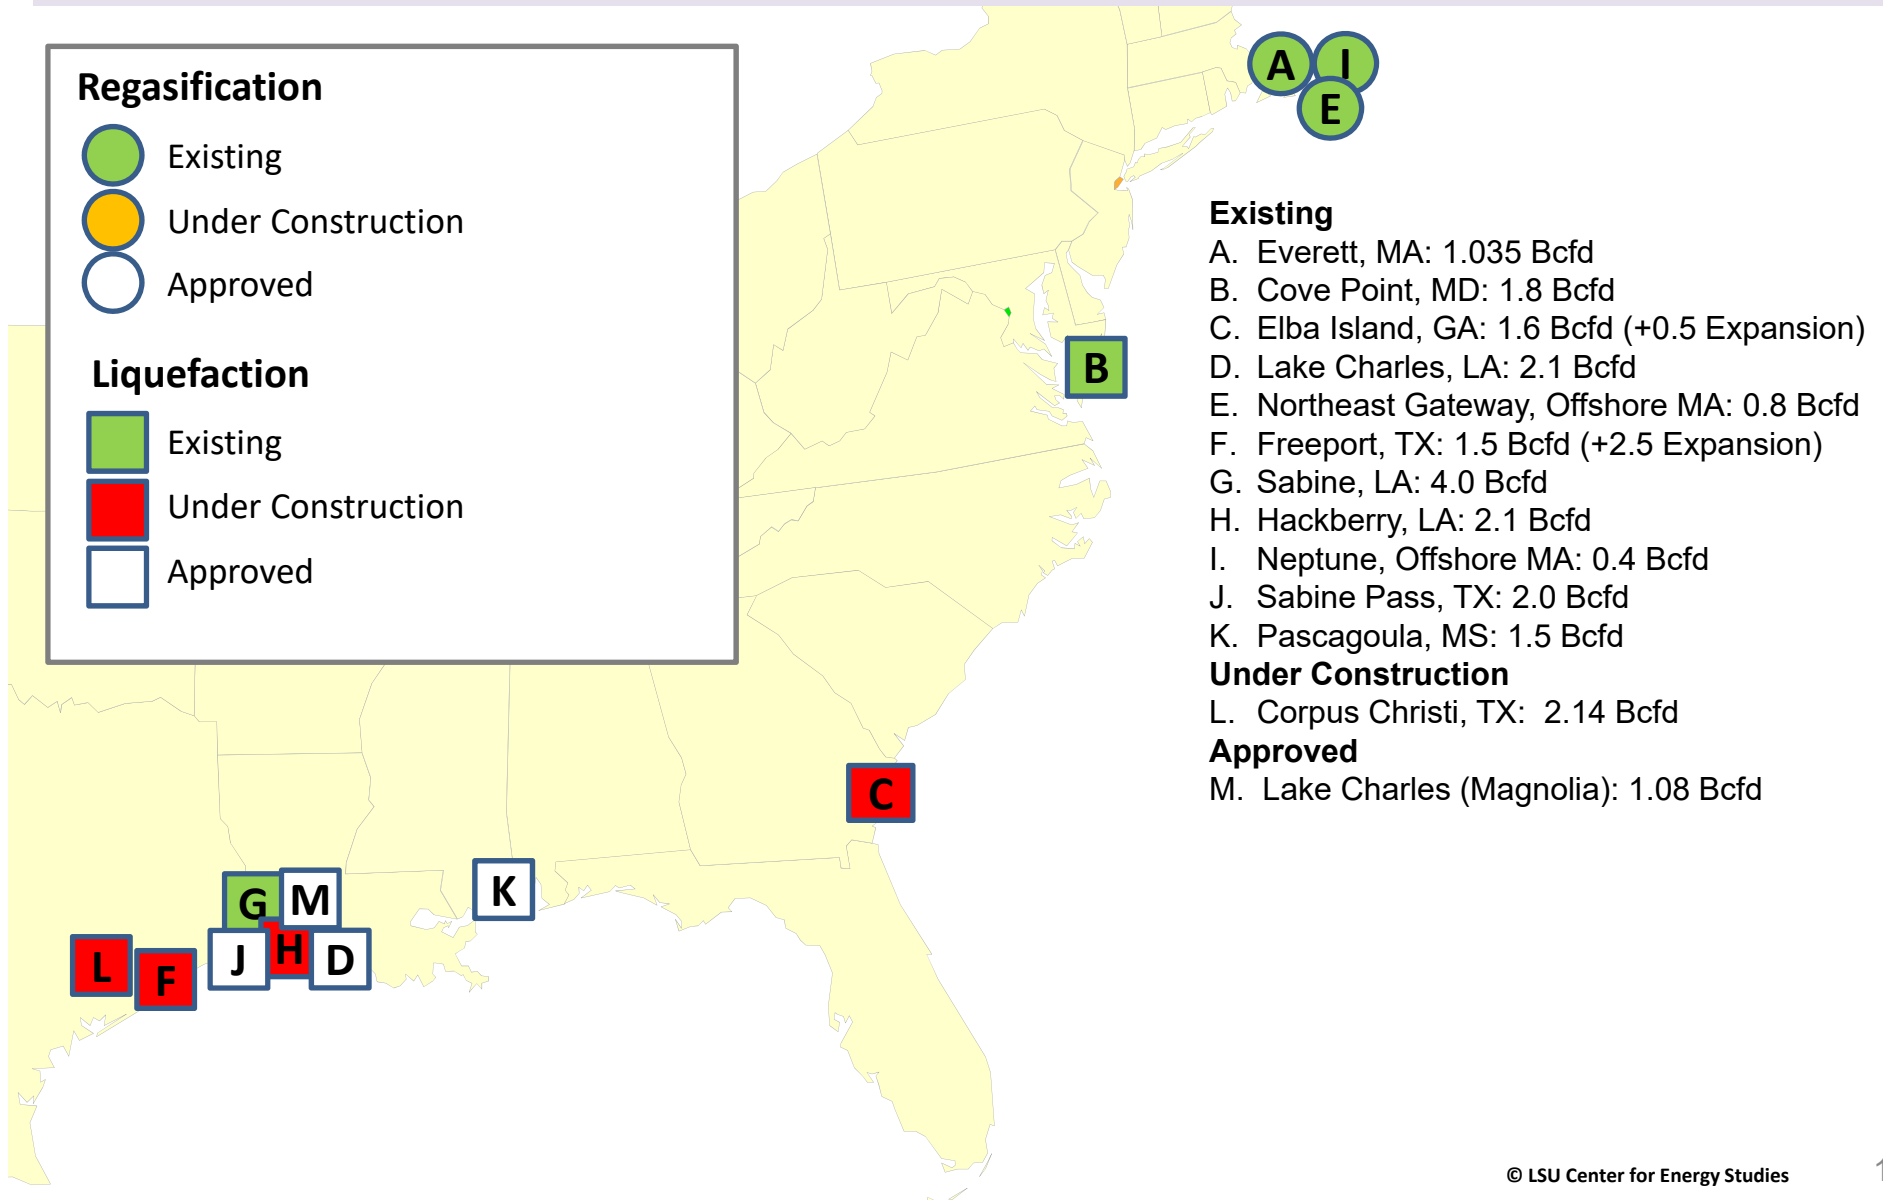 Regasification
Existing
Under Construction
Approved
Liquefaction
Existing
Under Construction
Approved
A
I
E
B
C
K
G
M
H
J
D
L
F
Existing
A. Everett, MA: 1.035 Bcfd
B. Cove Point, MD: 1.8 Bcfd
C. Elba Island, GA: 1.6 Bcfd (+0.5 Expansion)
D. Lake Charles, LA: 2.1 Bcfd
E. Northeast Gateway, Offshore MA: 0.8 Bcfd
F. Freeport, TX: 1.5 Bcfd (+2.5 Expansion)
G. Sabine, LA: 4.0 Bcfd
H. Hackberry, LA: 2.1 Bcfd
I. Neptune, Offshore MA: 0.4 Bcfd
J. Sabine Pass, TX: 2.0 Bcfd
K. Pascagoula, MS: 1.5 Bcfd
Under Construction
L. Corpus Christi, TX: 2.14 Bcfd
Approved
M. Lake Charles (Magnolia): 1.08 Bcfd
© LSU Center for Energy Studies